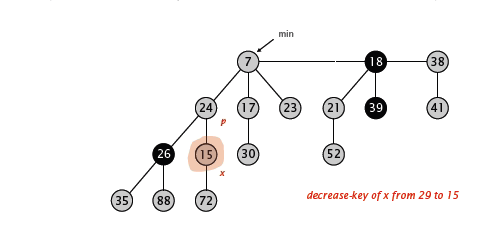 min
7 18 38
24 17 23 21 39 41
p
26 15 30 52
x
35 88 72
decrease-key of x from 29 to 15